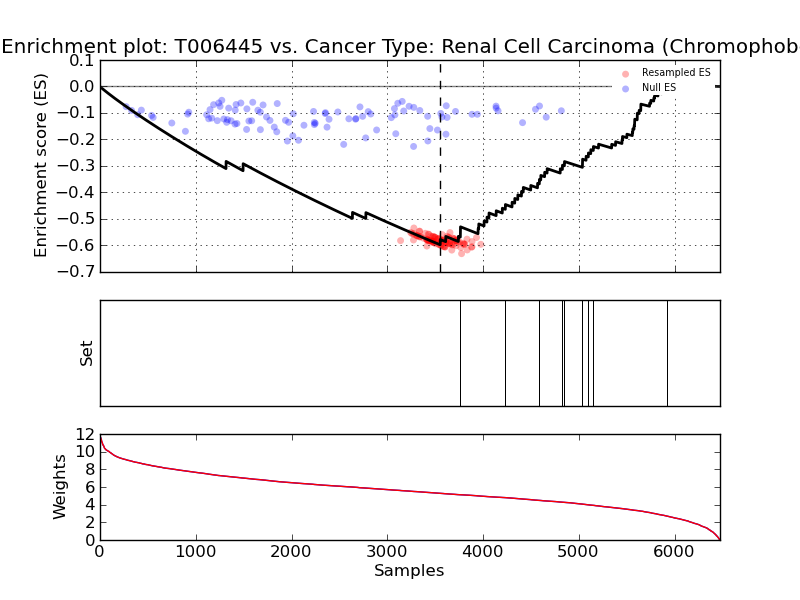 Enrichment plot: T006445 vs. Cancer Type: Renal Cell Carcinoma (Chromophob
0.1
0.0
−0.1
−0.2
−0.3
−0.4
−0.5
−0.6
−0.7
Enrichment score (ES)
Resampled ES
Null ES
Set
12
10
8
6
4
2
0
Weights
0 1000 2000 3000 4000 5000 6000
Samples